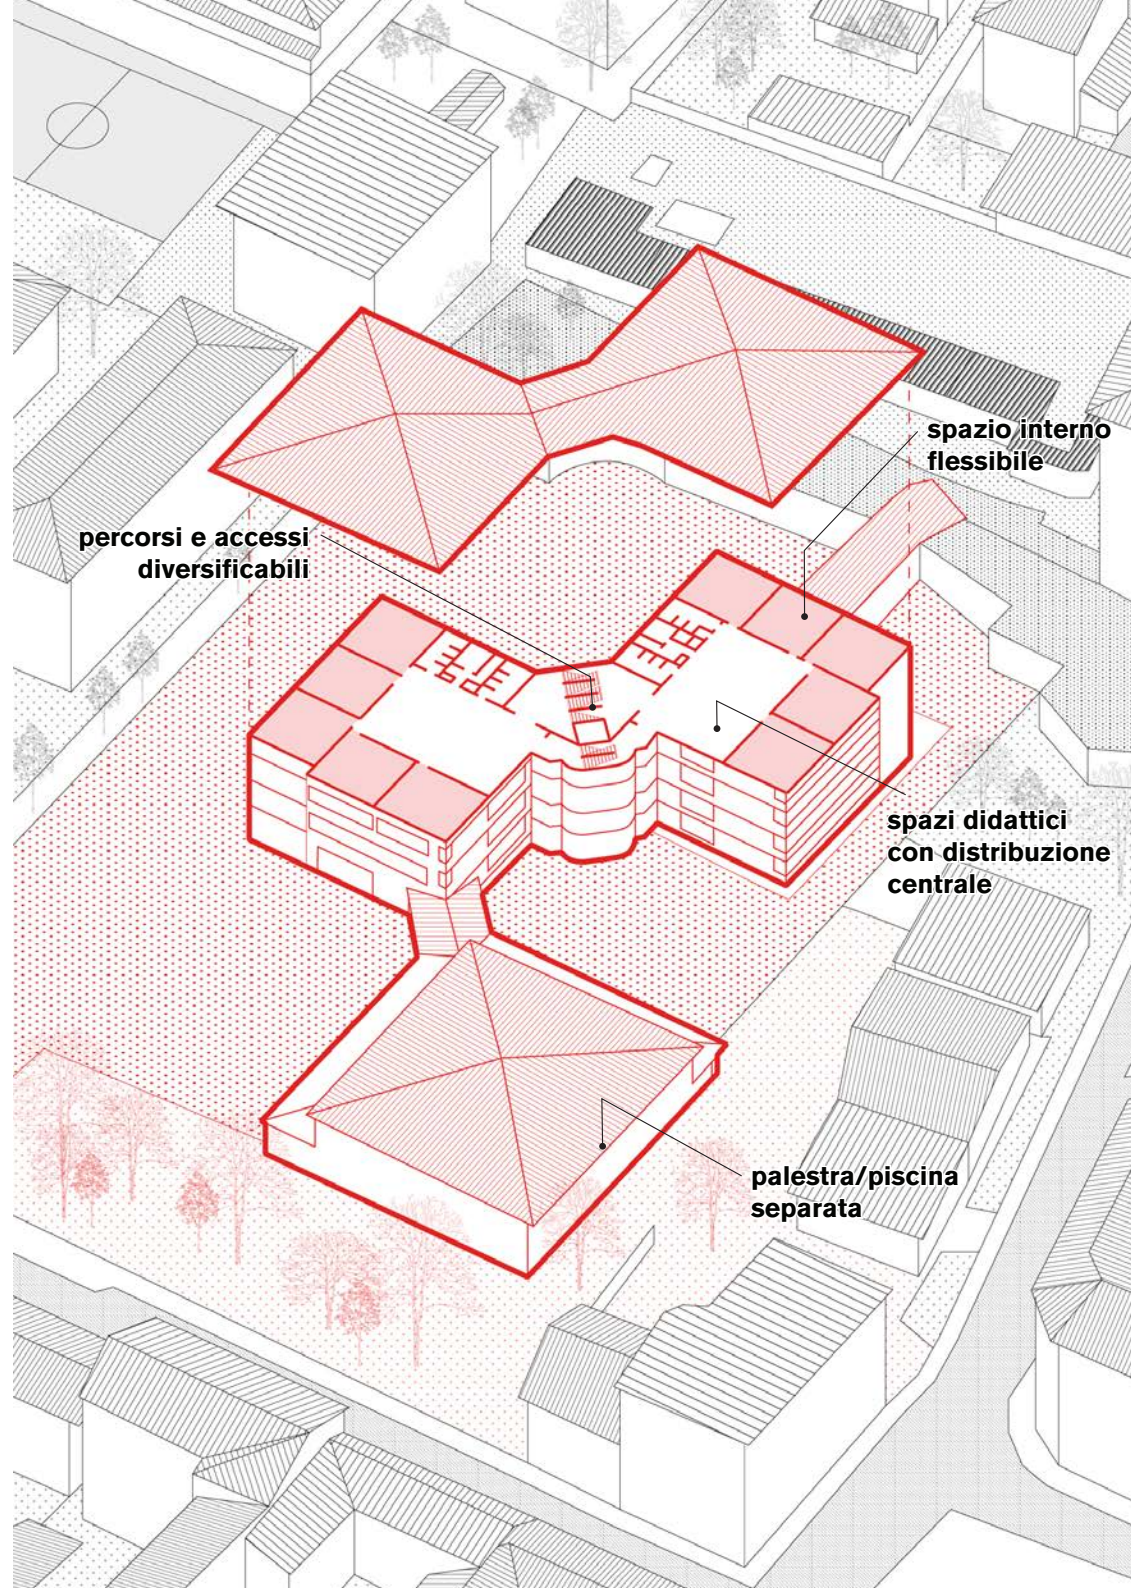 spazio interno
flessibile
percorsi e accessi
diversificabili
spazi didattici
con distribuzione
centrale
palestra/piscina
separata